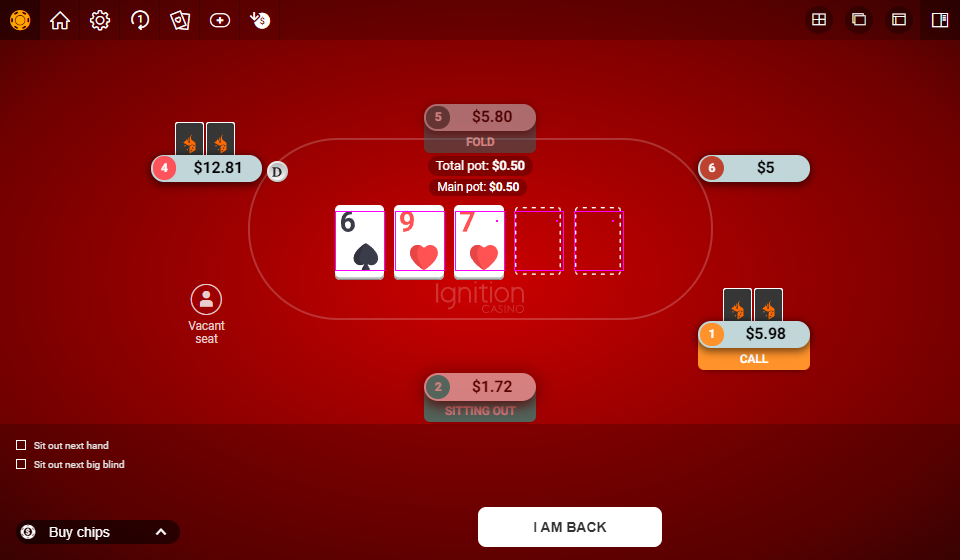 1
$
5 $5.80
FOLD
4 $12.81
D
Total pot: $0.50
Main pot: $0.50
6 $5
6 9 7
Ignition
CASINO
Vacant
seat
1 $5.98
CALL
2 $1.72
SITTING OUT
Sit out next hand
Sit out next big blind
$ Buy chips
I AM BACK